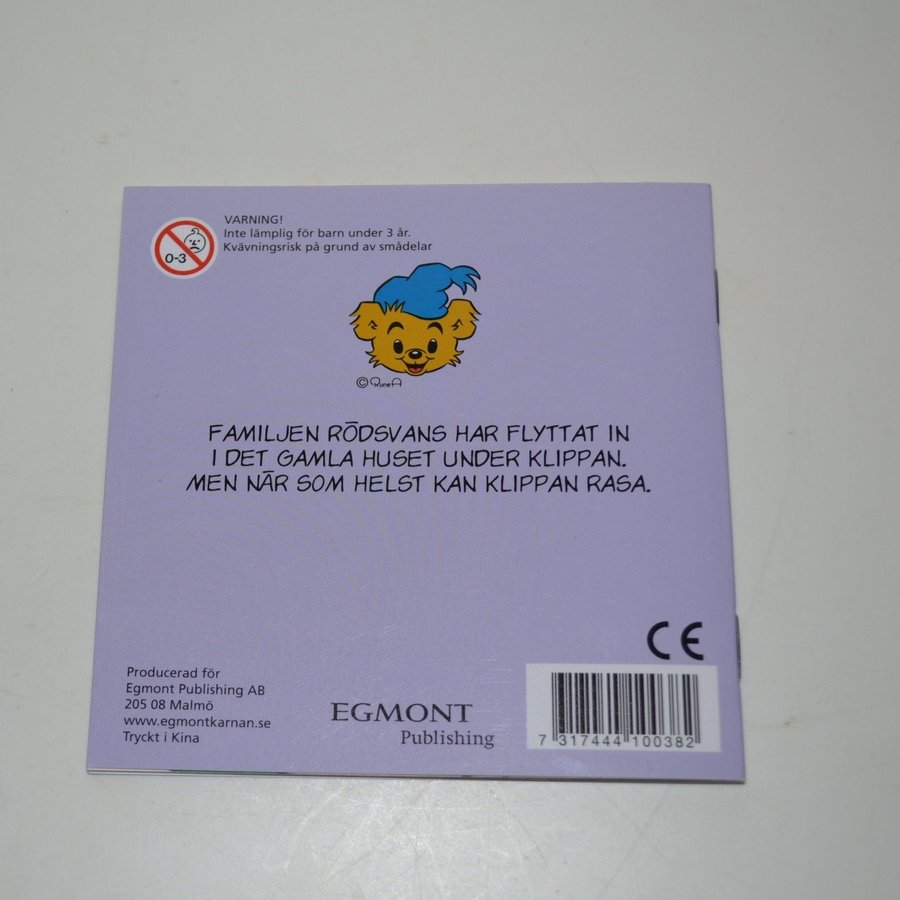 VARNING!
Inte lämplig för barn under 3 år.
Kvävningsrisk på grund av smådelar
0-3
© Rune A
FAMILJEN RÖDSVANS HAR FLYTTAT IN
I DET GAMLA HUSET UNDER KLIPPAN.
MEN NÄR SOM HELST KAN KLIPPAN RASA.
CE
Producerad för
Egmont Publishing AB
205 08 Malmö
www.egmontkarnan.se
Tryckt i Kina
EGMONT
Publishing
7 317444 100382